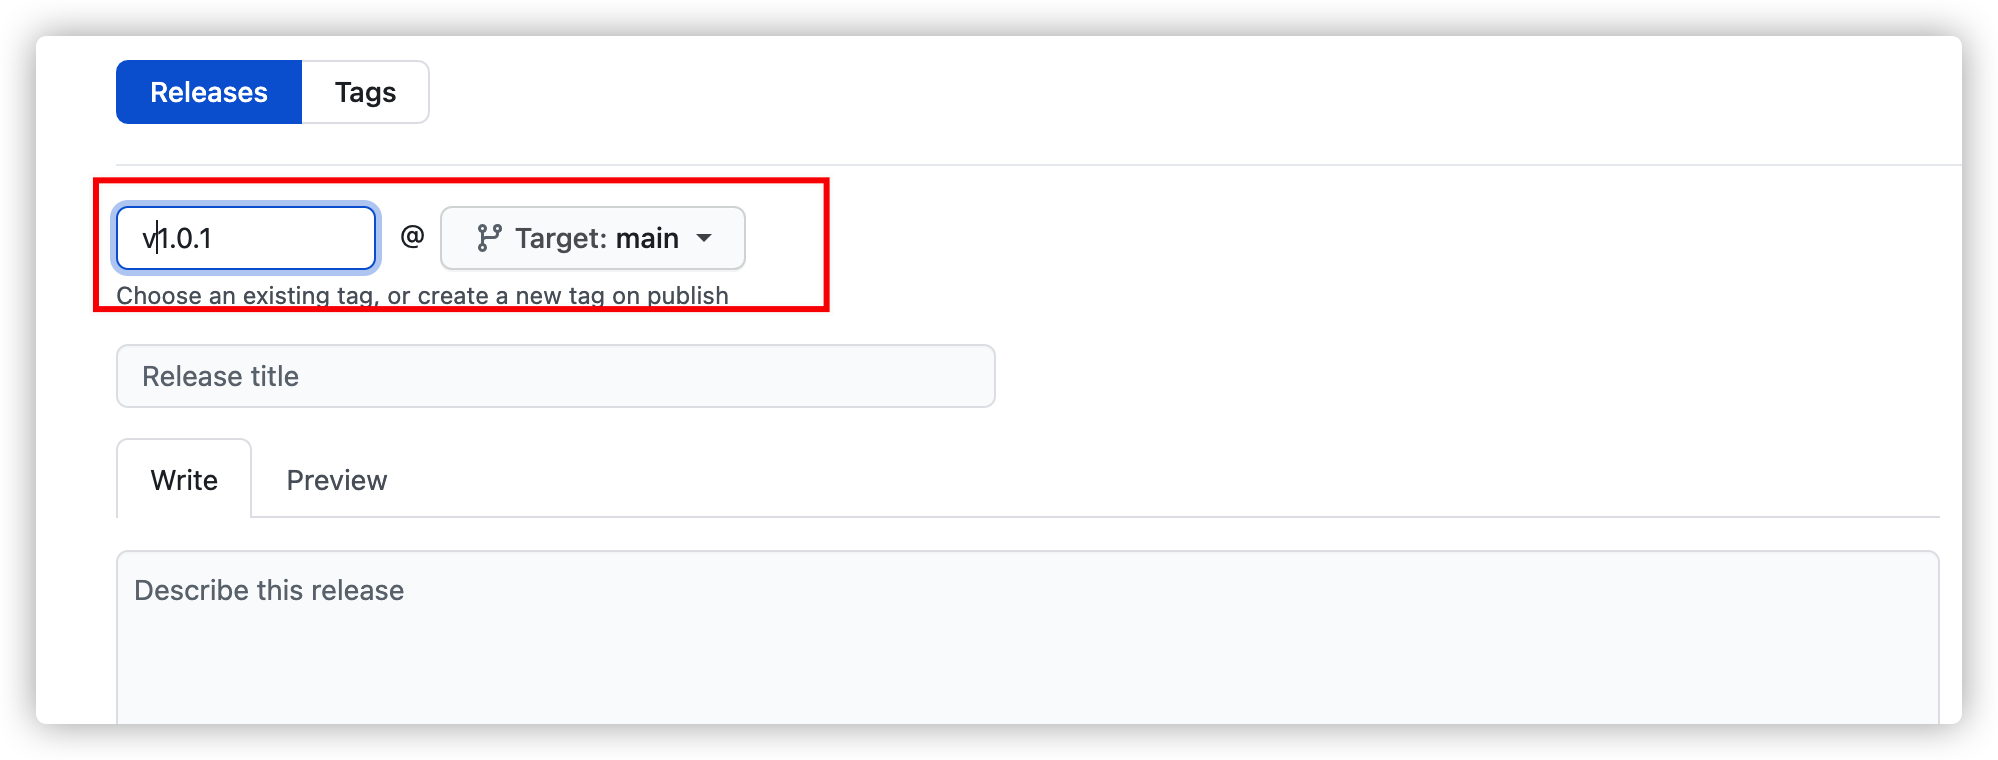 Releases Tags
v1.0.1 @ Target: main
Choose an existing tag, or create a new tag on publish
Release title
Write Preview
Describe this release